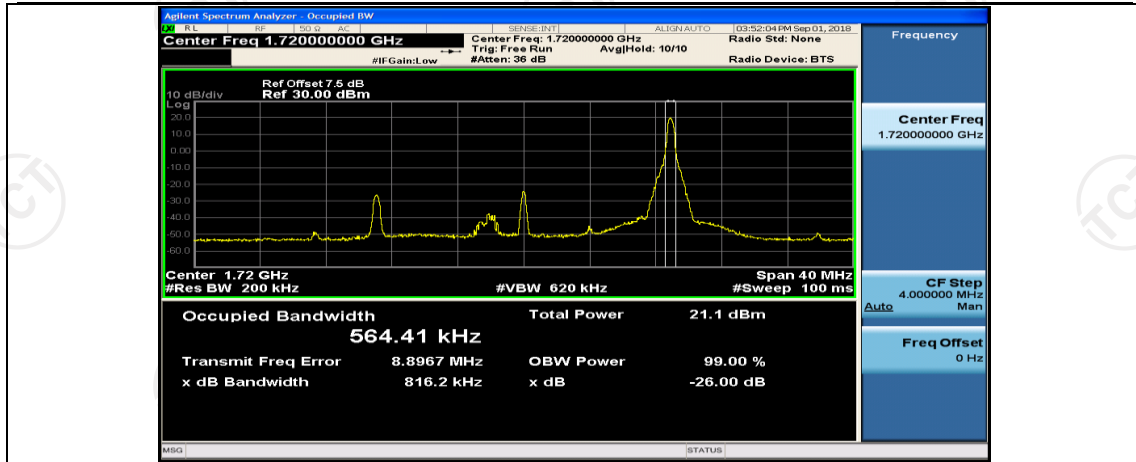 Agilent Spectrum Analyzer - Occupied BW
LXI RL RF 50 Ω AC SENSE:INT ALIGN AUTO 03:52:04 PM Sep 01, 2018
Center Freq 1.720000000 GHz
Center Freq: 1.720000000 GHz
Radio Std: None
Trig: Free Run Avg|Hold: 10/10
#IFGain:Low
#Atten: 36 dB
Radio Device: BTS
Ref Offset 7.5 dB
10 dB/div Ref 30.00 dBm
Log
20.0
10.0
0.00
-10.0
-20.0
-30.0
-40.0
-50.0
-60.0
Center 1.72 GHz
Span 40 MHz
#Res BW 200 kHz
#VBW 620 kHz
#Sweep 100 ms
Occupied Bandwidth
564.41 kHz
Total Power 21.1 dBm
Transmit Freq Error 8.8967 MHz
OBW Power 99.00 %
x dB Bandwidth 816.2 kHz
x dB -26.00 dB
MSG
STATUS
Frequency
Center Freq
1.720000000 GHz
CF Step
4.000000 MHz
Auto Man
Freq Offset
0 Hz
TCT
TCT